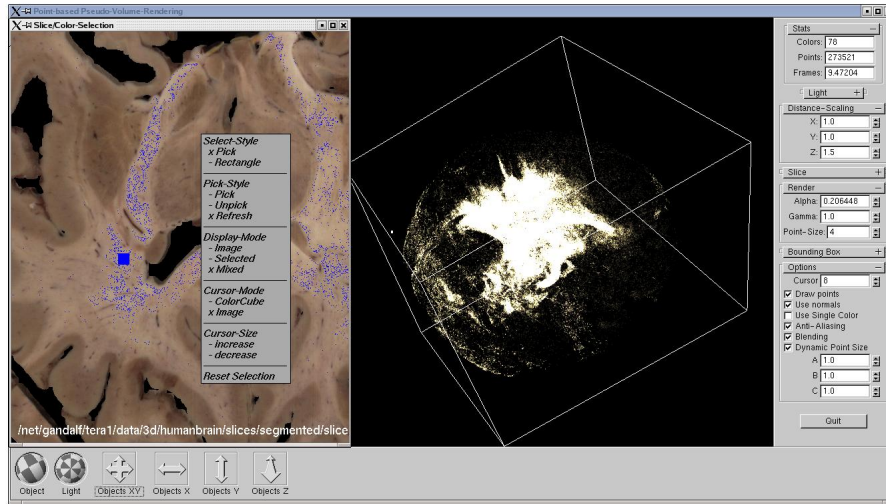 Point-based Pseudo-Volume-Rendering
Slice/Color-Selection
Select-Style
x Pick
- Rectangle
Pick-Style
- Pick
- Unpick
x Refresh
Display-Mode
- Image
- Selected
x Mixed
Cursor-Mode
- ColorCube
x Image
Cursor-Size
- increase
- decrease
Reset Selection
/net/gandalf/tera1/data/3d/humanbrain/slices/segmented/slice
Stats
Colors: 78
Points: 273521
Frames: 9.47204
Light +
Distance-Scaling
X: 1.0
Y: 1.0
Z: 1.5
Slice +
Render
Alpha: 0.206448
Gamma: 1.0
Point-Size: 4
Bounding Box +
Options
Cursor 8
Draw points
Use normals
Use Single Color
Anti-Aliasing
Blending
Dynamic Point Size
A 1.0
B 1.0
C 1.0
Quit
Object Light Objects XY Objects X Objects Y Objects Z